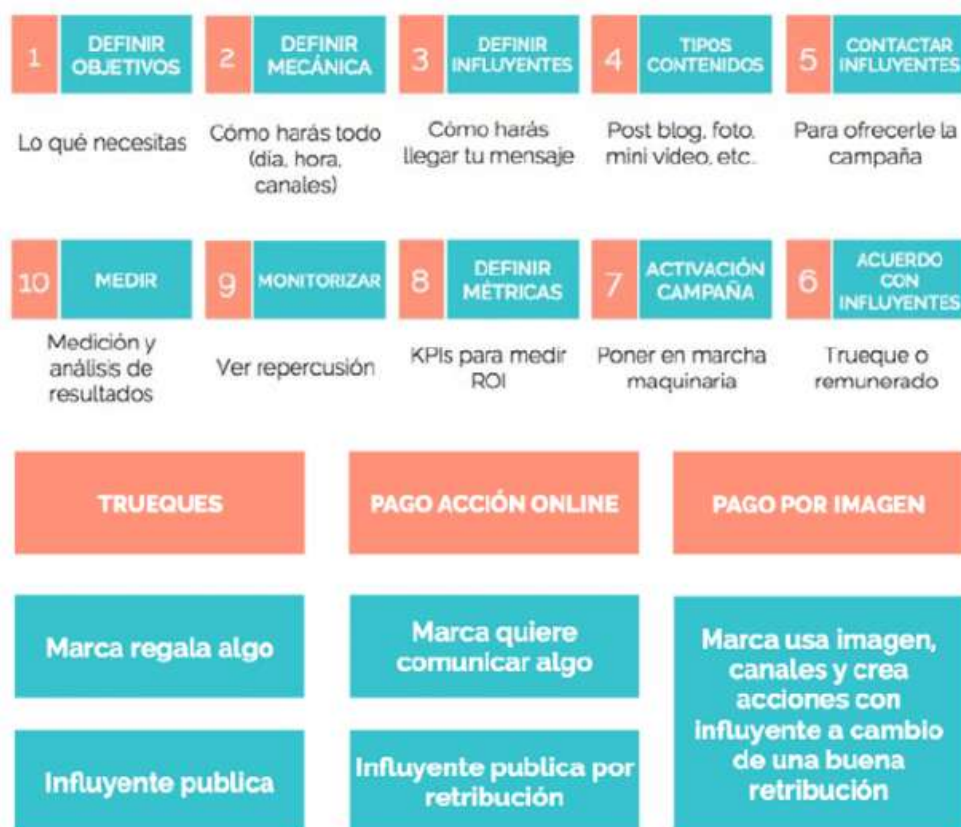 1
DEFINIR
OBJETIVOS
Lo qué necesitas
2
DEFINIR
MECÁNICA
Cómo harás todo
(día, hora,
canales)
3
DEFINIR
INFLUYENTES
Cómo harás
llegar tu mensaje
4
TIPOS
CONTENIDOS
Post blog, foto,
mini video, etc..
5
CONTACTAR
INFLUYENTES
Para ofrecerle la
campaña
10
MEDIR
Medición y
análisis de
resultados
9
MONITORIZAR
Ver repercusión
8
DEFINIR
MÉTRICAS
KPIs para medir
ROI
7
ACTIVACIÓN
CAMPAÑA
Poner en marcha
maquinaria
6
ACUERDO
CON
INFLUYENTES
Trueque o
remunerado
TRUEQUES
Marca regala algo
Influyente publica
PAGO ACCIÓN ONLINE
Marca quiere
comunicar algo
Influyente publica por
retribución
PAGO POR IMAGEN
Marca usa imagen,
canales y crea
acciones con
influyente a cambio
de una buena
retribución